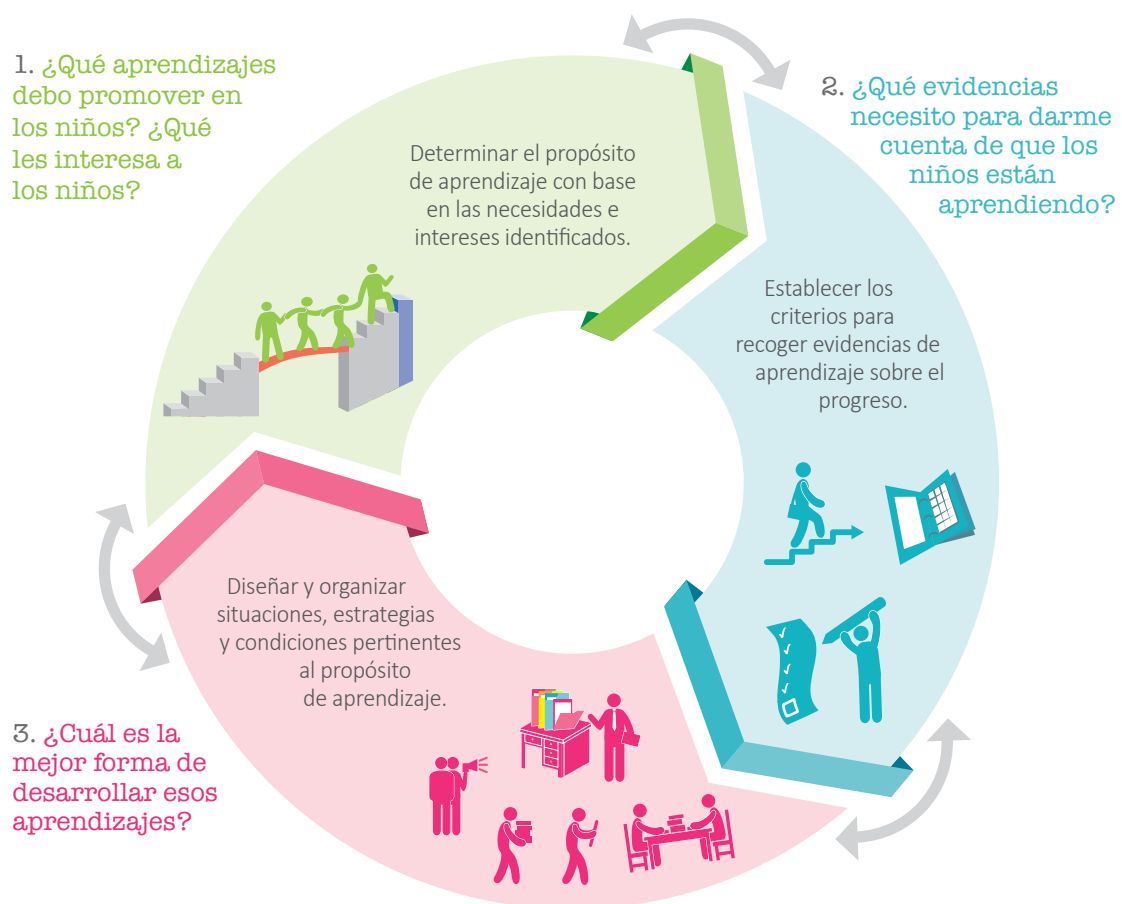 1. ¿Qué aprendizajes
debo promover en
los niños? ¿Qué
les interesa a
los niños?
Determinar el propósito
de aprendizaje con base
en las necesidades e
intereses identificados.
2. ¿Qué evidencias
necesito para darme
cuenta de que los
niños están
aprendiendo?
Establecer los
criterios para
recoger evidencias de
aprendizaje sobre el
progreso.
3. ¿Cuál es la
mejor forma de
desarrollar esos
aprendizajes?
Diseñar y organizar
situaciones, estrategias
y condiciones pertinentes
al propósito
de aprendizaje.